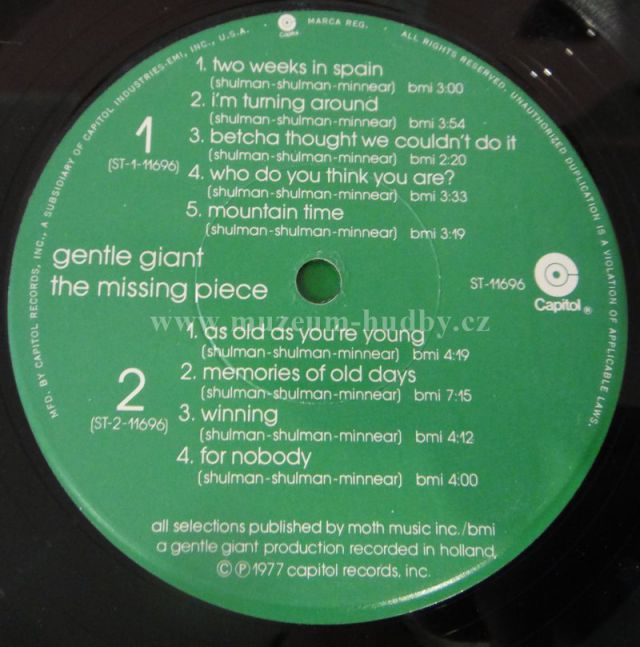 MFD. BY CAPITOL RECORDS, INC., A SUBSIDIARY OF CAPITOL INDUSTRIES-EMI, INC., U.S.A.
Capitol
MARCA REG. · ALL RIGHTS RESERVED. UNAUTHORIZED DUPLICATION IS A VIOLATION OF APPLICABLE LAWS.
1
(ST-1-11696)
1. two weeks in spain
(shulman-shulman-minnear) bmi 3:00
2. i'm turning around
(shulman-shulman-minnear) bmi 3:54
3. betcha thought we couldn't do it
(shulman-shulman-minnear) bmi 2:20
4. who do you think you are?
(shulman-shulman-minnear) bmi 3:33
5. mountain time
(shulman-shulman-minnear) bmi 3:19
gentle giant
the missing piece
ST-11696
Capitol®
www.muzeum-hudby.cz
2
(ST-2-11696)
1. as old as you're young
(shulman-shulman-minnear) bmi 4:19
2. memories of old days
(shulman-shulman-minnear) bmi 7:15
3. winning
(shulman-shulman-minnear) bmi 4:12
4. for nobody
(shulman-shulman-minnear) bmi 4:00
all selections published by moth music inc./bmi
a gentle giant production recorded in holland,
© ℗ 1977 capitol records, inc.